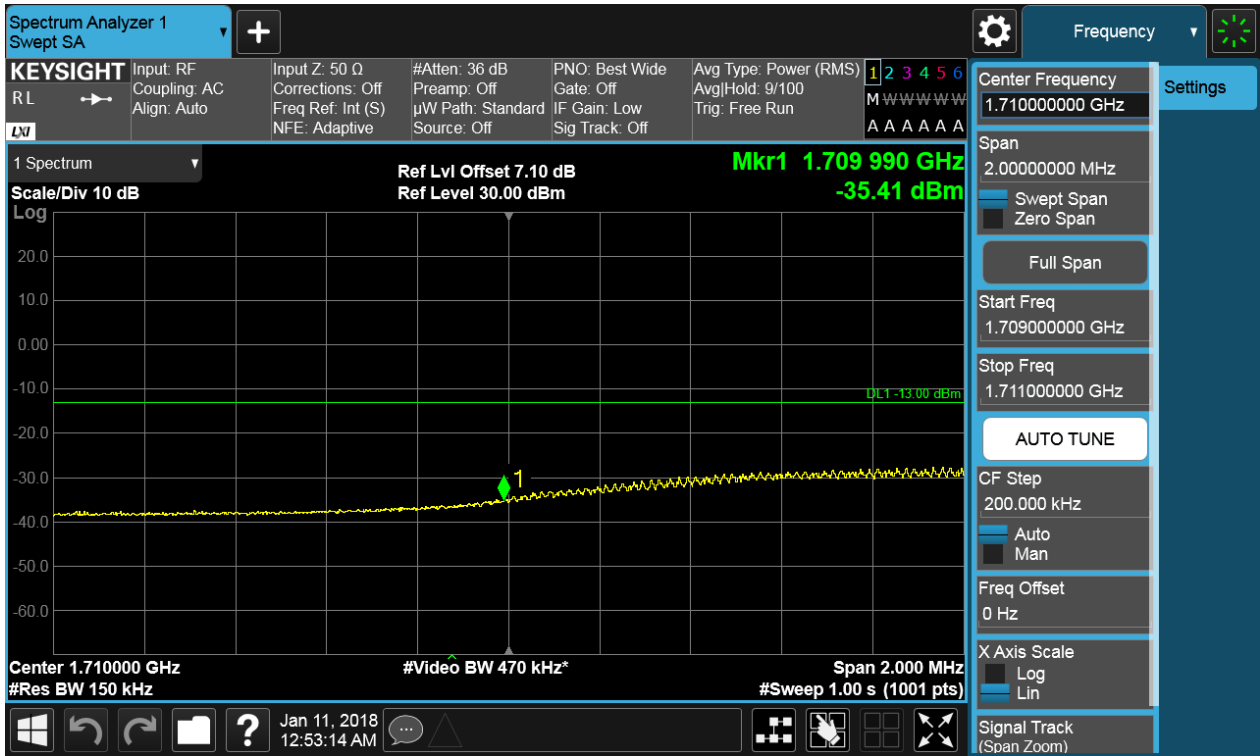 Spectrum Analyzer 1
Swept SA
+
Frequency
KEYSIGHT
R L
LXI
Input: RF
Coupling: AC
Align: Auto
Input Z: 50 Ω
Corrections: Off
Freq Ref: Int (S)
NFE: Adaptive
#Atten: 36 dB
Preamp: Off
µW Path: Standard
Source: Off
PNO: Best Wide
Gate: Off
IF Gain: Low
Sig Track: Off
Avg Type: Power (RMS)
Avg|Hold: 9/100
Trig: Free Run
1 2 3 4 5 6
M W W W W W
A A A A A A
1 Spectrum
Scale/Div 10 dB
Log
Ref Lvl Offset 7.10 dB
Ref Level 30.00 dBm
Mkr1 1.709 990 GHz
-35.41 dBm
20.0
10.0
0.00
-10.0
-20.0
-30.0
-40.0
-50.0
-60.0
DL1 -13.00 dBm
1
Center 1.710000 GHz
#Res BW 150 kHz
#Video BW 470 kHz*
Span 2.000 MHz
#Sweep 1.00 s (1001 pts)
Center Frequency
1.710000000 GHz
Span
2.00000000 MHz
Swept Span
Zero Span
Full Span
Start Freq
1.709000000 GHz
Stop Freq
1.711000000 GHz
AUTO TUNE
CF Step
200.000 kHz
Auto
Man
Freq Offset
0 Hz
X Axis Scale
Log
Lin
Signal Track
(Span Zoom)
Settings
?
Jan 11, 2018
12:53:14 AM